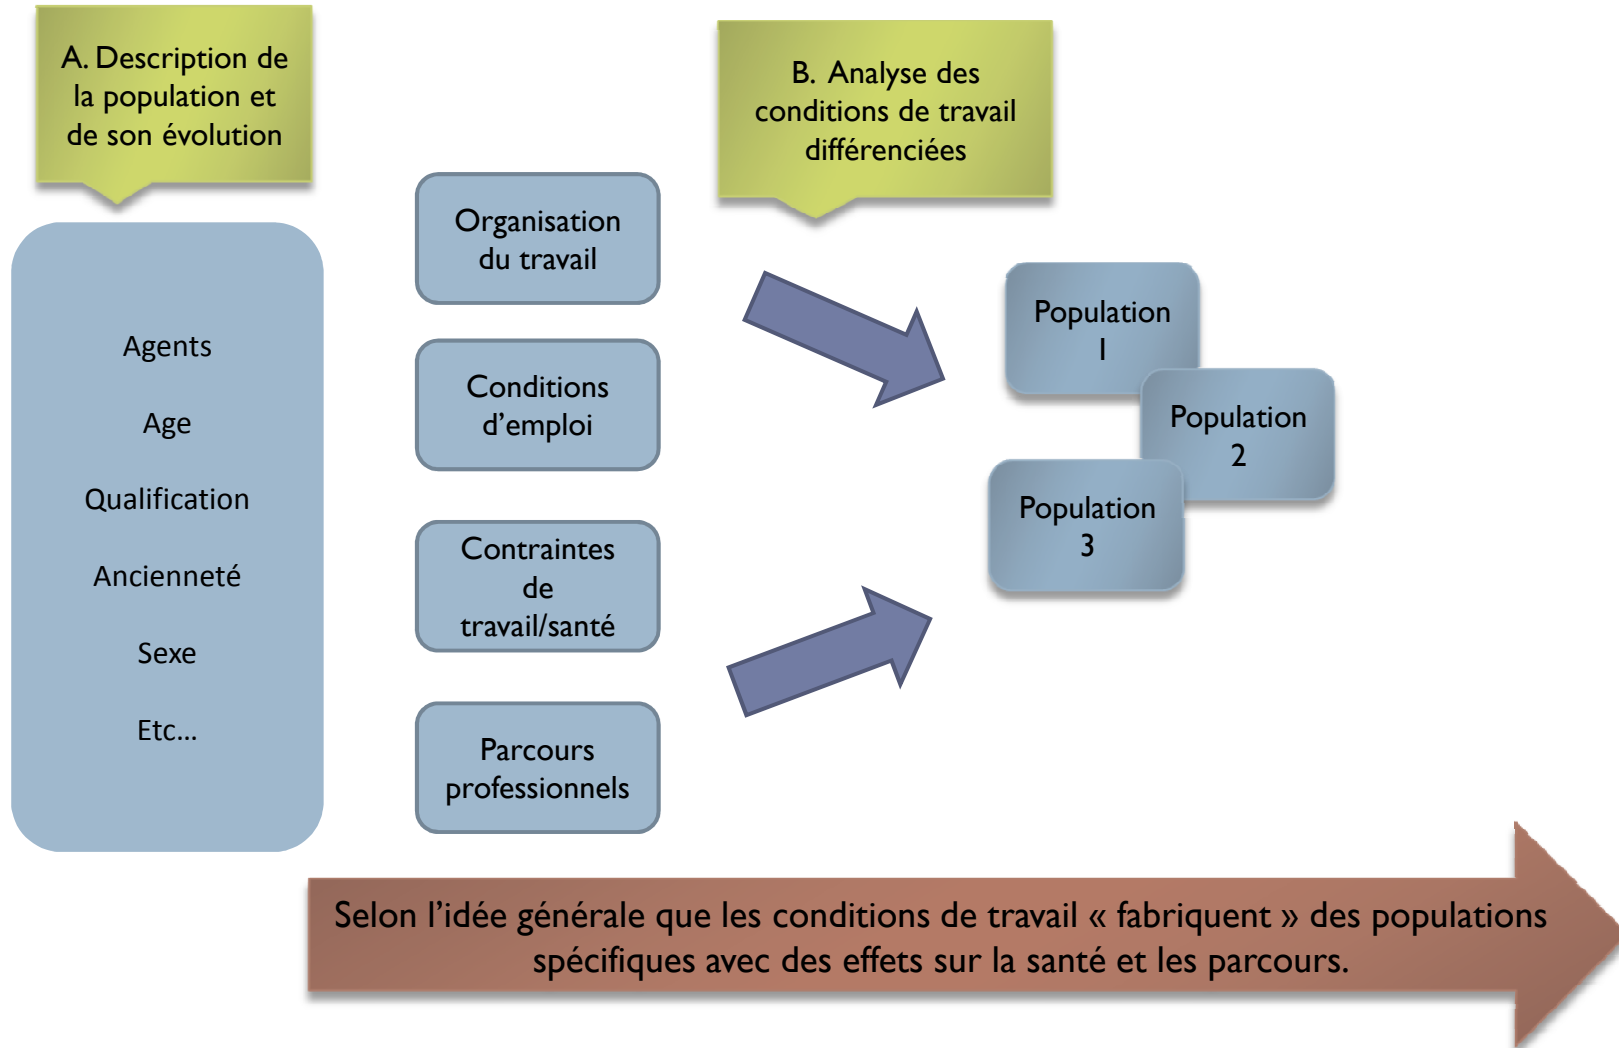 A. Description de
la population et
de son évolution
B. Analyse des
conditions de travail
différenciées
Agents
Age
Qualification
Ancienneté
Sexe
Etc...
Organisation
du travail
Conditions
d’emploi
Contraintes
de
travail/santé
Parcours
professionnels
Population
1
Population
2
Population
3
Selon l’idée générale que les conditions de travail « fabriquent » des populations
spécifiques avec des effets sur la santé et les parcours.